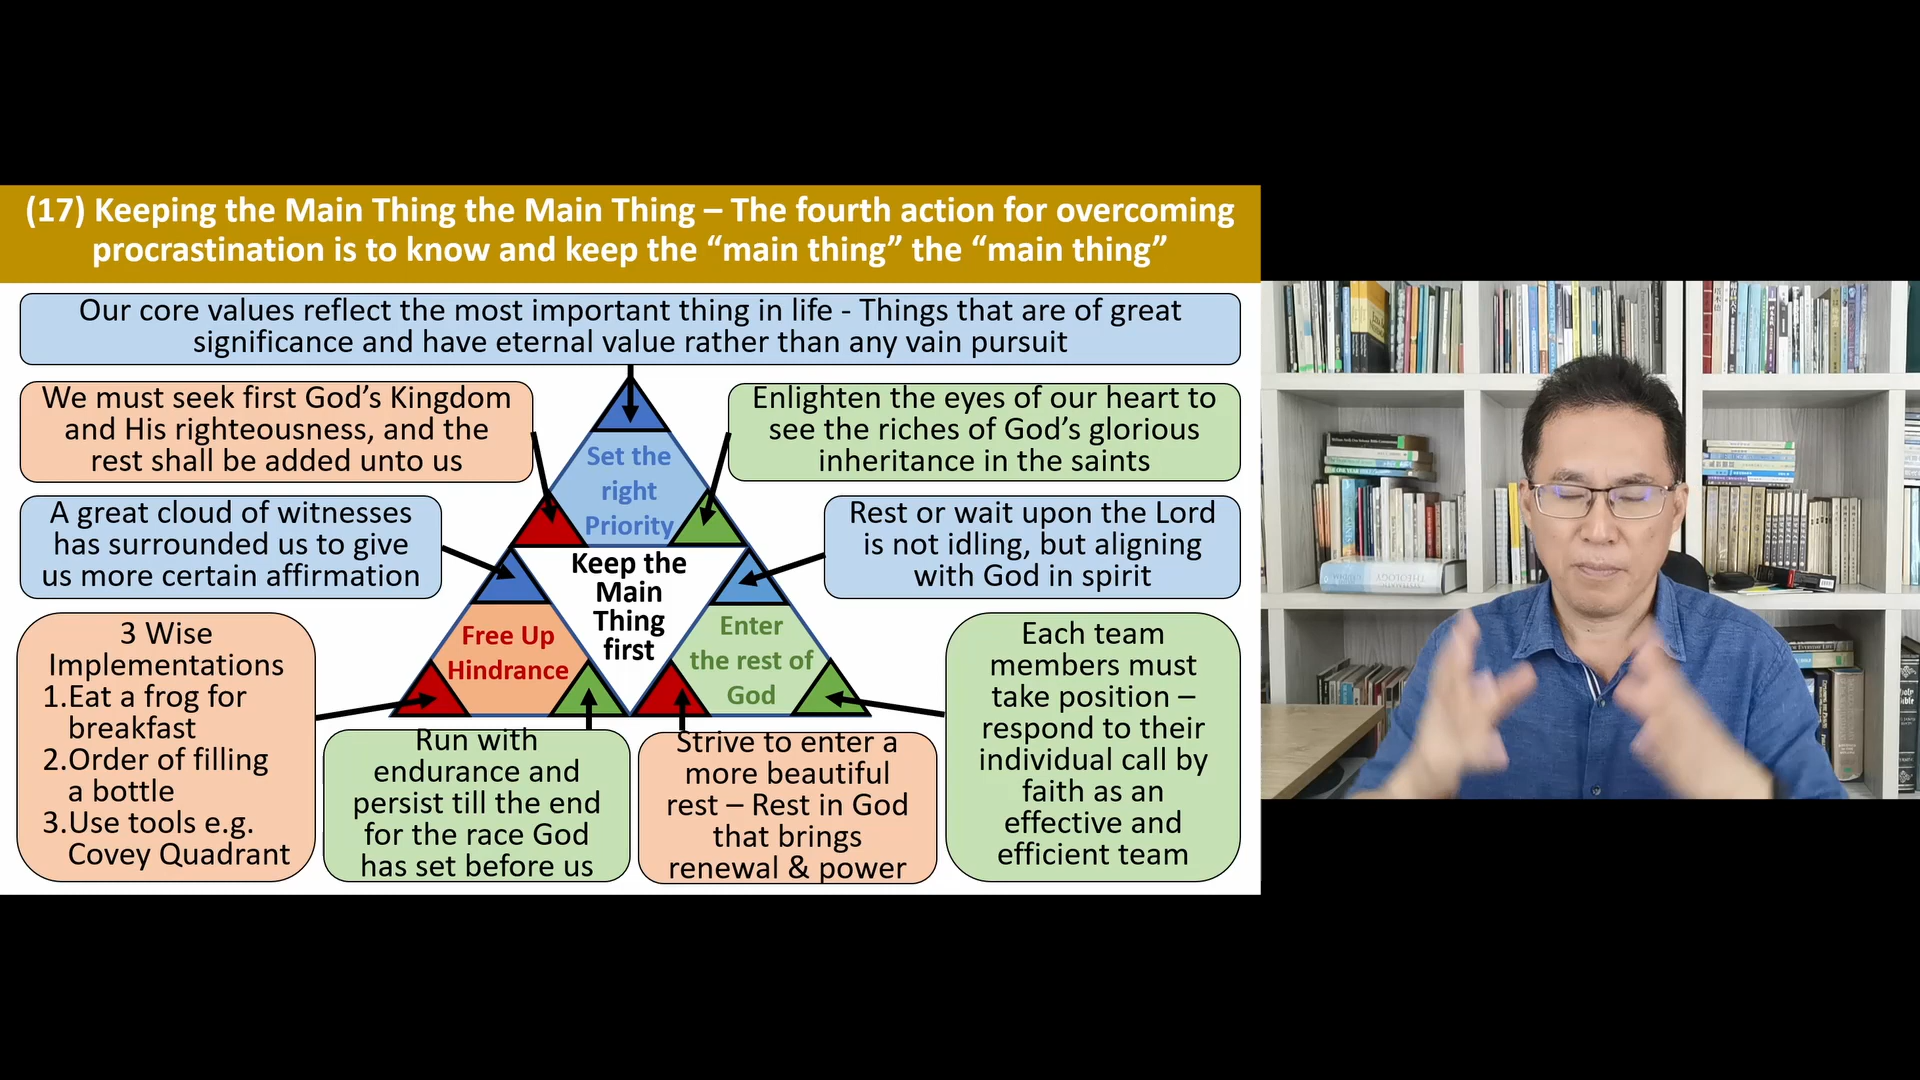 (17) Keeping the Main Thing the Main Thing – The fourth action for overcoming
procrastination is to know and keep the “main thing” the “main thing”
Our core values reflect the most important thing in life - Things that are of great
significance and have eternal value rather than any vain pursuit
We must seek first God’s Kingdom
and His righteousness, and the
rest shall be added unto us
Enlighten the eyes of our heart to
see the riches of God’s glorious
inheritance in the saints
Set the
right
Priority
A great cloud of witnesses
has surrounded us to give
us more certain affirmation
Rest or wait upon the Lord
is not idling, but aligning
with God in spirit
Keep the
Main
Thing
first
Free Up
Hindrance
Enter
the rest of
God
3 Wise
Implementations
1.Eat a frog for
breakfast
2.Order of filling
a bottle
3.Use tools e.g.
Covey Quadrant
Run with
endurance and
persist till the end
for the race God
has set before us
Strive to enter a
more beautiful
rest – Rest in God
that brings
renewal & power
Each team
members must
take position –
respond to their
individual call by
faith as an
effective and
efficient team